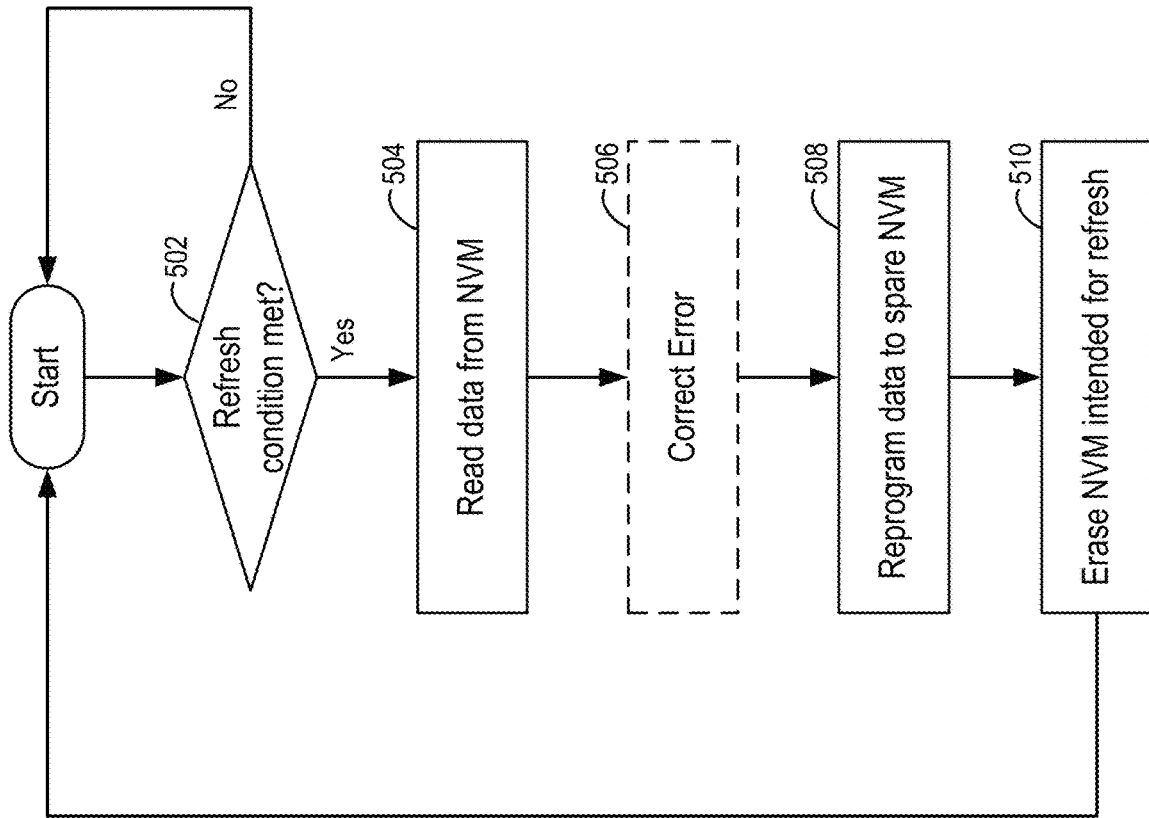 Start
502
Refresh
condition met?
No
Yes
504
Read data from NVM
506
Correct Error
508
Reprogram data to spare NVM
510
Erase NVM intended for refresh